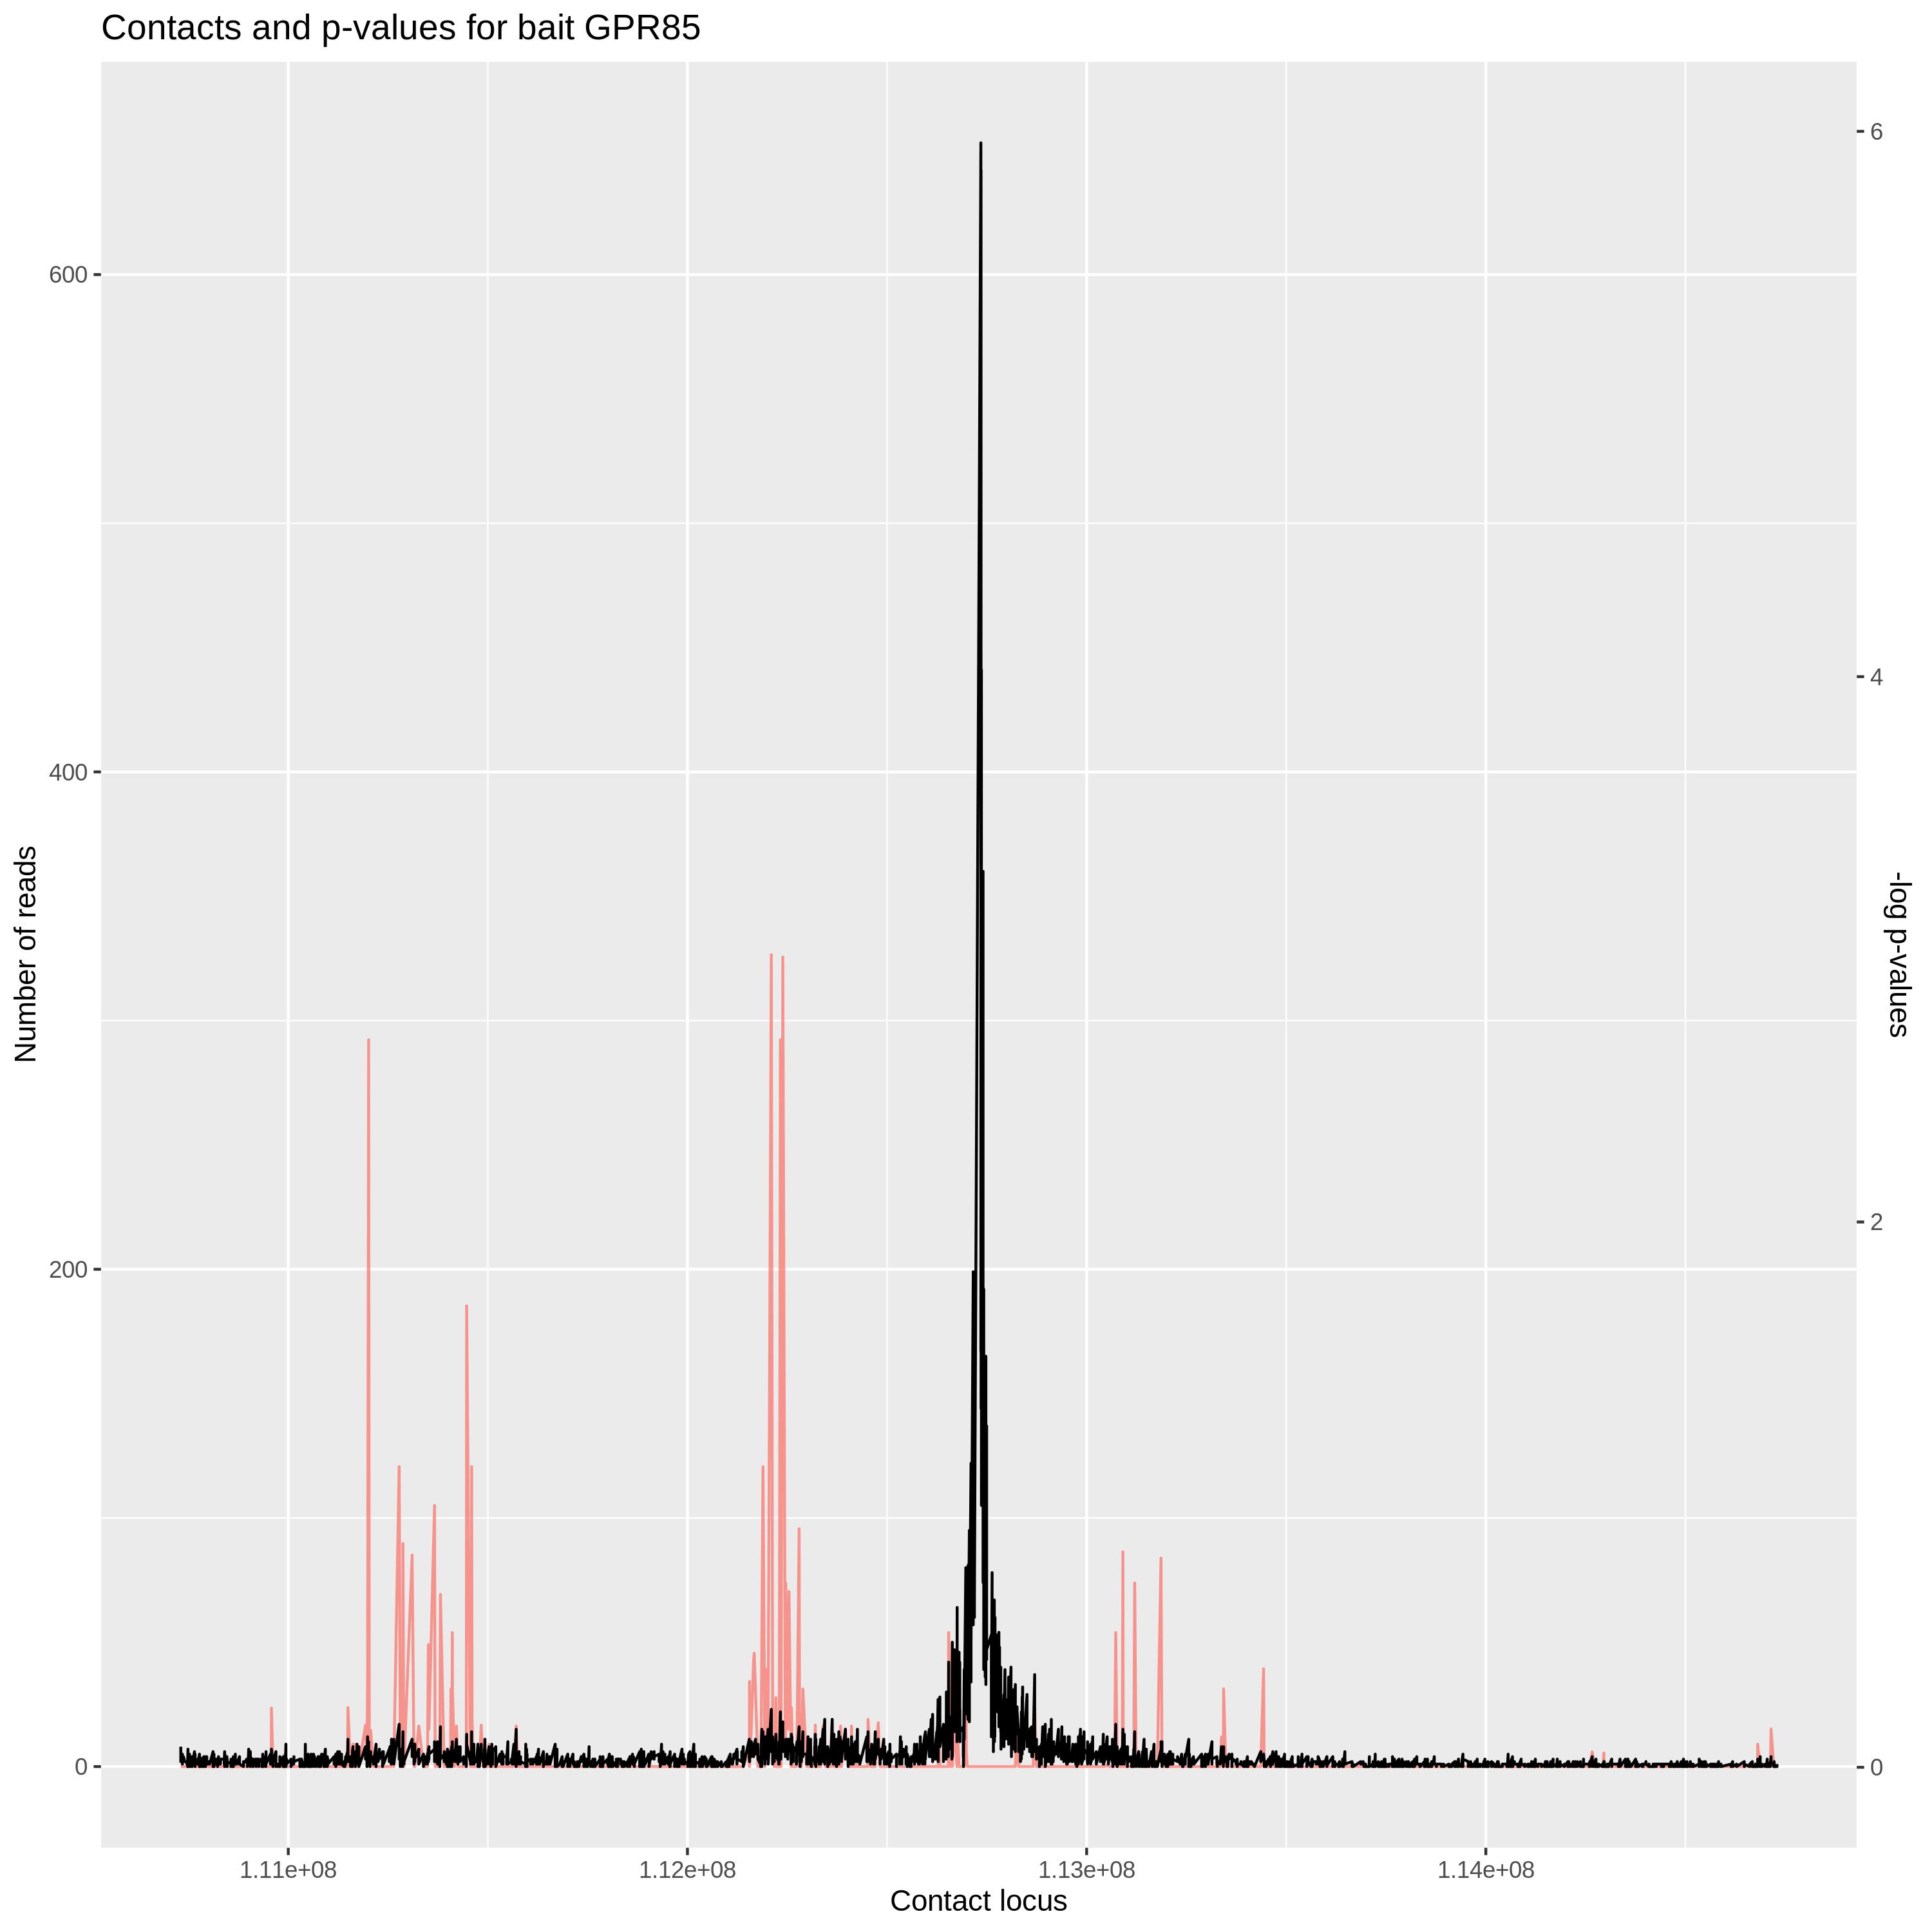 Contacts and p-values for bait GPR85
Number of reads
600
400
200
0
6
4
2
0
-log p-values
1.11e+08
1.12e+08
1.13e+08
1.14e+08
Contact locus